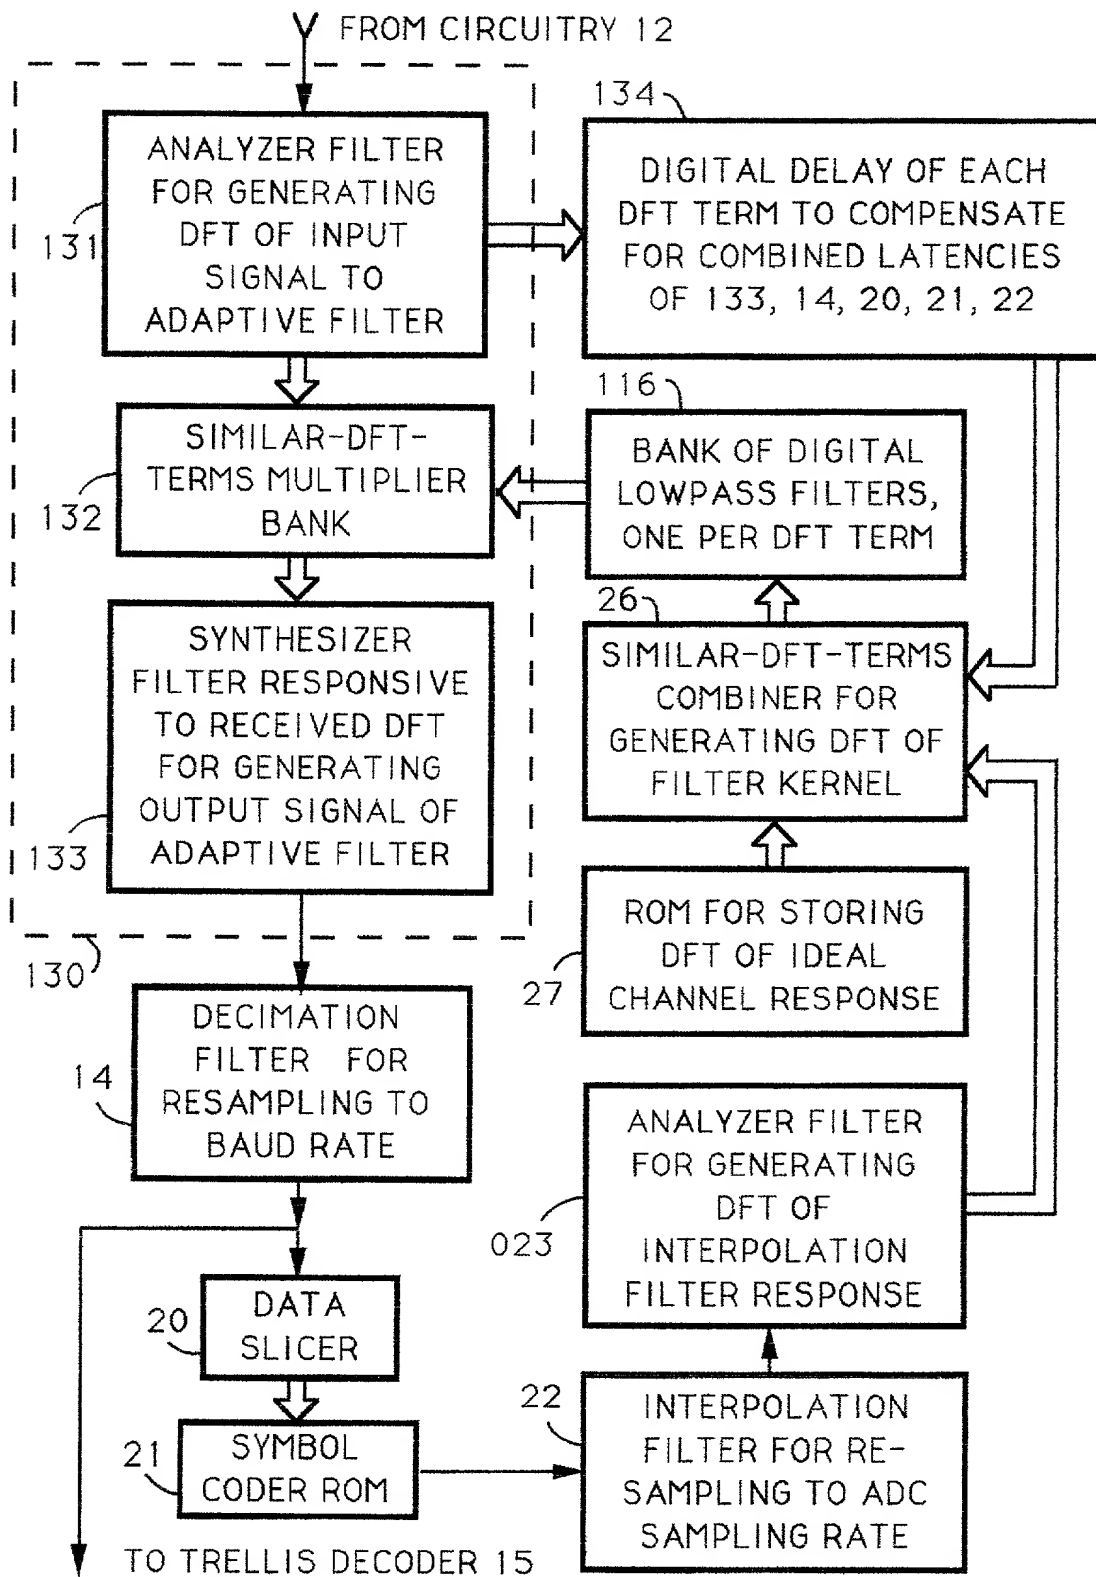 FROM CIRCUITRY 12
131
ANALYZER FILTER
FOR GENERATING
DFT OF INPUT
SIGNAL TO
ADAPTIVE FILTER
134
DIGITAL DELAY OF EACH
DFT TERM TO COMPENSATE
FOR COMBINED LATENCIES
OF 133, 14, 20, 21, 22
132
SIMILAR-DFT-
TERMS MULTIPLIER
BANK
116
BANK OF DIGITAL
LOWPASS FILTERS,
ONE PER DFT TERM
133
SYNTHESIZER
FILTER RESPONSIVE
TO RECEIVED DFT
FOR GENERATING
OUTPUT SIGNAL OF
ADAPTIVE FILTER
26
SIMILAR-DFT-TERMS
COMBINER FOR
GENERATING DFT OF
FILTER KERNEL
130
27
ROM FOR STORING
DFT OF IDEAL
CHANNEL RESPONSE
14
DECIMATION
FILTER FOR
RESAMPLING TO
BAUD RATE
023
ANALYZER FILTER
FOR GENERATING
DFT OF
INTERPOLATION
FILTER RESPONSE
20
DATA
SLICER
21
SYMBOL
CODER ROM
22
INTERPOLATION
FILTER FOR RE-
SAMPLING TO ADC
SAMPLING RATE
TO TRELLIS DECODER 15